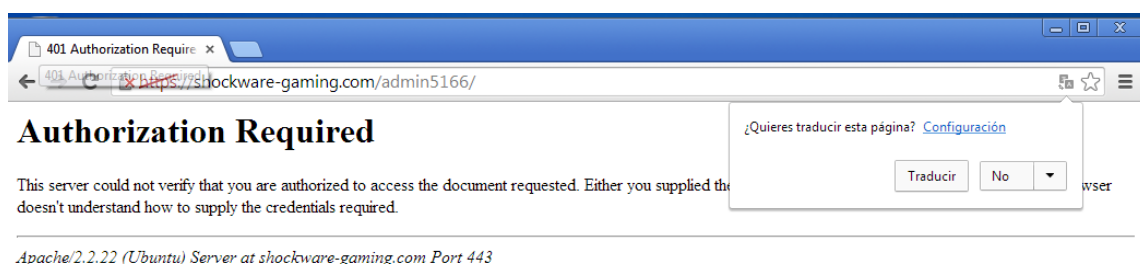 401 Authorization Require
401 Authorization Required
https://shockware-gaming.com/admin5166/
Authorization Required
¿Quieres traducir esta página? Configuración
Traducir No
This server could not verify that you are authorized to access the document requested. Either you supplied the
wser
doesn't understand how to supply the credentials required.
Apache/2.2.22 (Ubuntu) Server at shockware-gaming.com Port 443